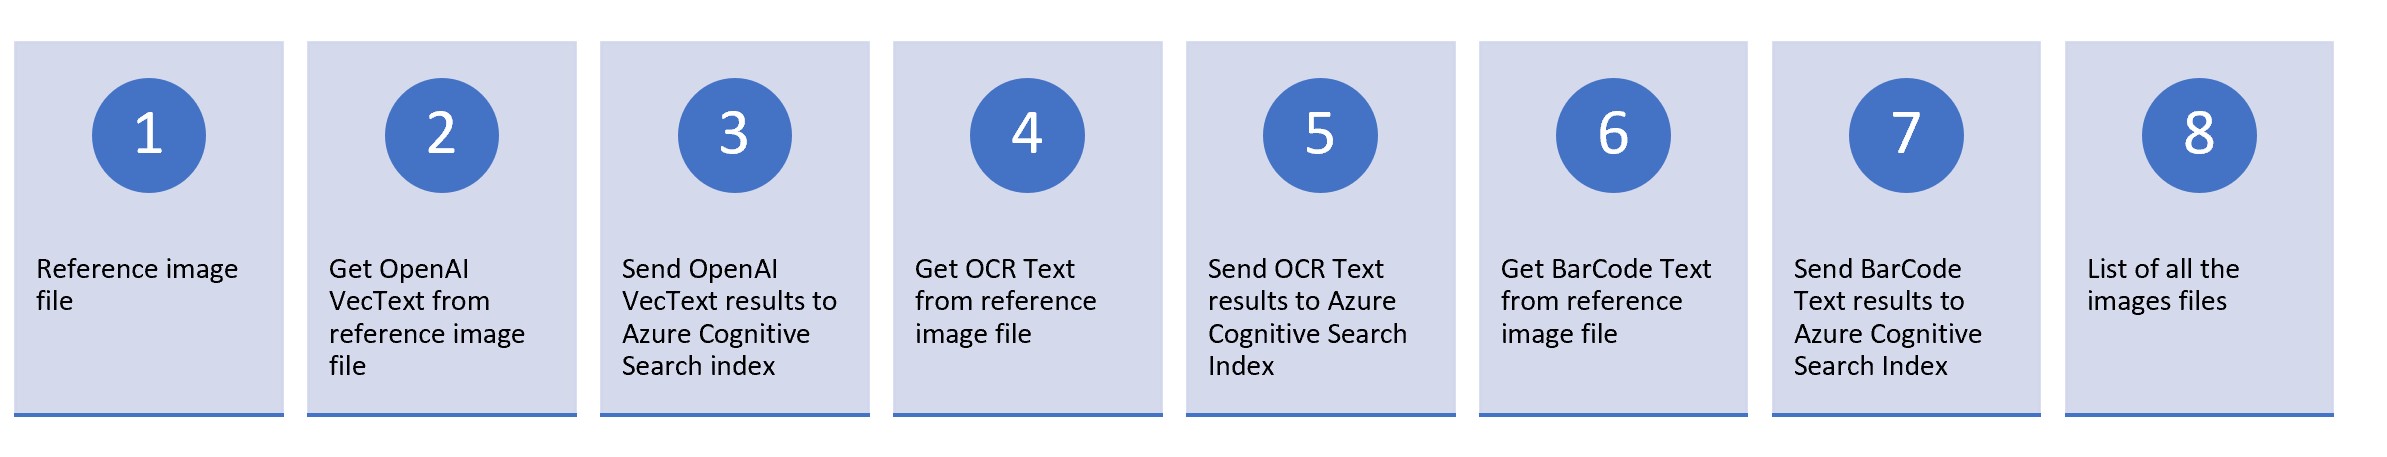 1
Reference image
file
2
Get OpenAI
VecText from
reference image
file
3
Send OpenAI
VecText results to
Azure Cognitive
Search index
4
Get OCR Text
from reference
image file
5
Send OCR Text
results to Azure
Cognitive Search
Index
6
Get BarCode Text
from reference
image file
7
Send BarCode
Text results to
Azure Cognitive
Search Index
8
List of all the
images files